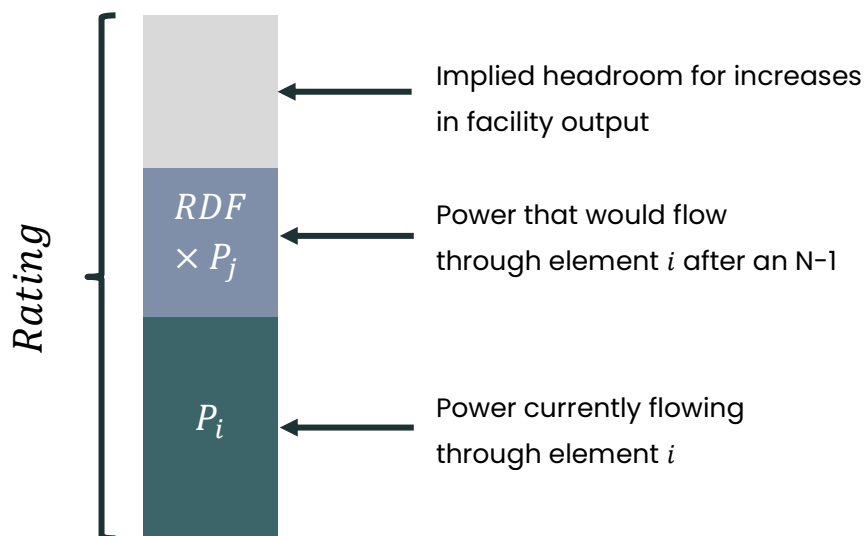 Rating
Implied headroom for increases
in facility output
RDF
× P_j
Power that would flow
through element i after an N-1
P_i
Power currently flowing
through element i